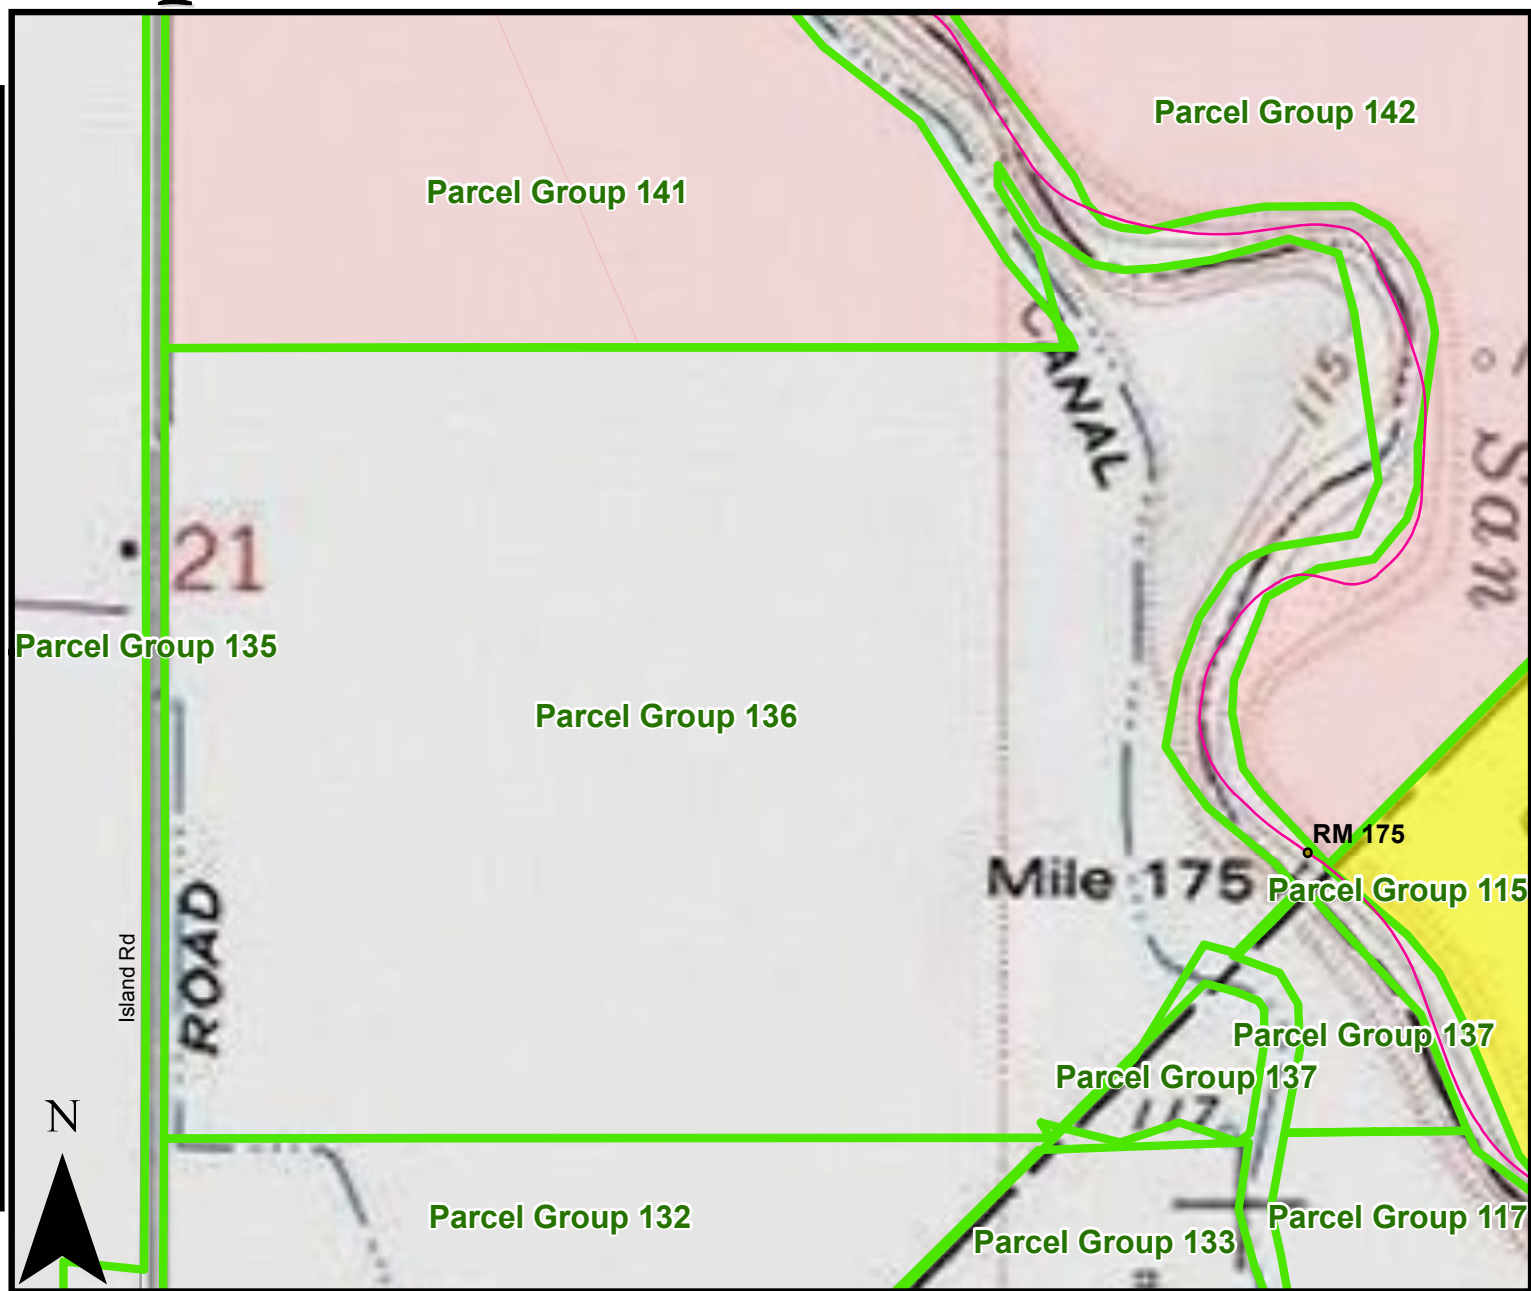 Parcel Group 142
Parcel Group 141
CANAL
115
San
21
Parcel Group 135
Parcel Group 136
RM 175
Mile 175
Parcel Group 115
ROAD
Island Rd
Parcel Group 137
Parcel Group 137
117
N
Parcel Group 132
Parcel Group 117
Parcel Group 133